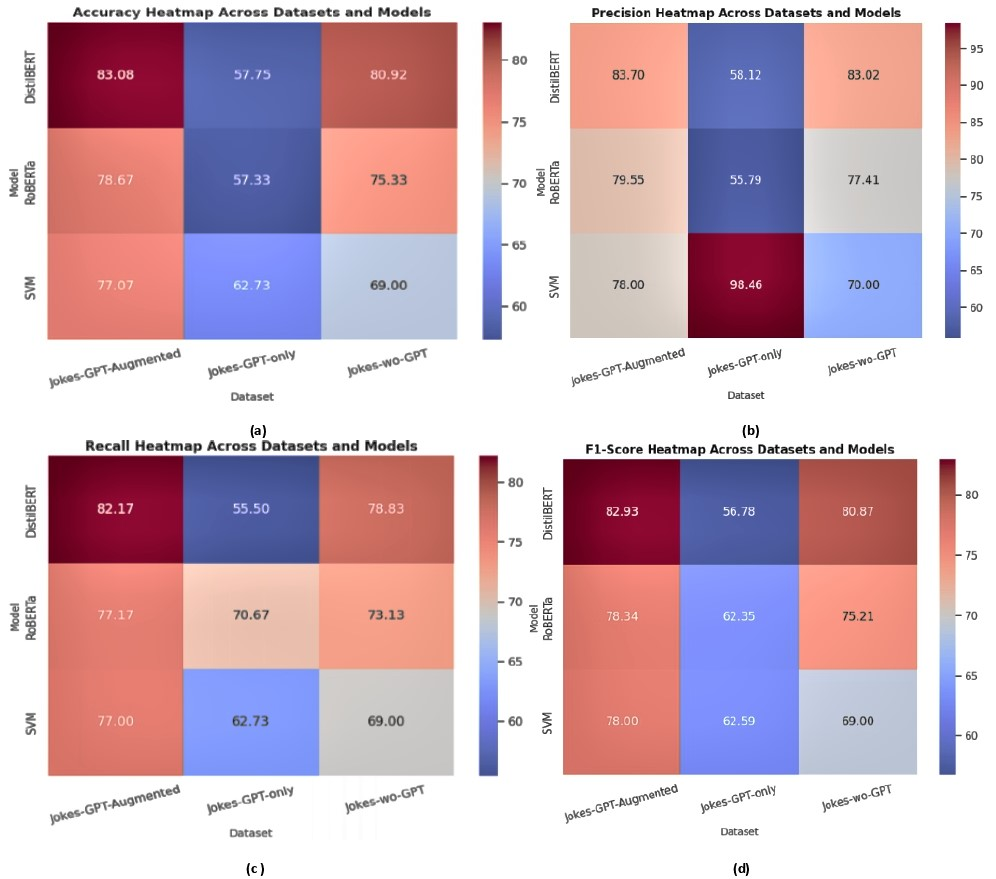 Accuracy Heatmap Across Datasets and Models
DistilBERT
83.08 57.75 80.92
Model
RoBERTa
78.67 57.33 75.33
SVM
77.07 62.73 69.00
80
75
70
65
60
Jokes-GPT-Augmented Jokes-GPT-only Jokes-wo-GPT
Dataset
(a)
Precision Heatmap Across Datasets and Models
DistilBERT
83.70 58.12 83.02
Model
RoBERTa
79.55 55.79 77.41
SVM
78.00 98.46 70.00
95
90
85
80
75
70
65
60
Jokes-GPT-Augmented Jokes-GPT-only Jokes-wo-GPT
Dataset
(b)
Recall Heatmap Across Datasets and Models
DistilBERT
82.17 55.50 78.83
Model
RoBERTa
77.17 70.67 73.13
SVM
77.00 62.73 69.00
80
75
70
65
60
Jokes-GPT-Augmented Jokes-GPT-only Jokes-wo-GPT
Dataset
(c)
F1-Score Heatmap Across Datasets and Models
DistilBERT
82.93 56.78 80.87
Model
RoBERTa
78.34 62.35 75.21
SVM
78.00 62.59 69.00
80
75
70
65
60
Jokes-GPT-Augmented Jokes-GPT-only Jokes-wo-GPT
Dataset
(d)